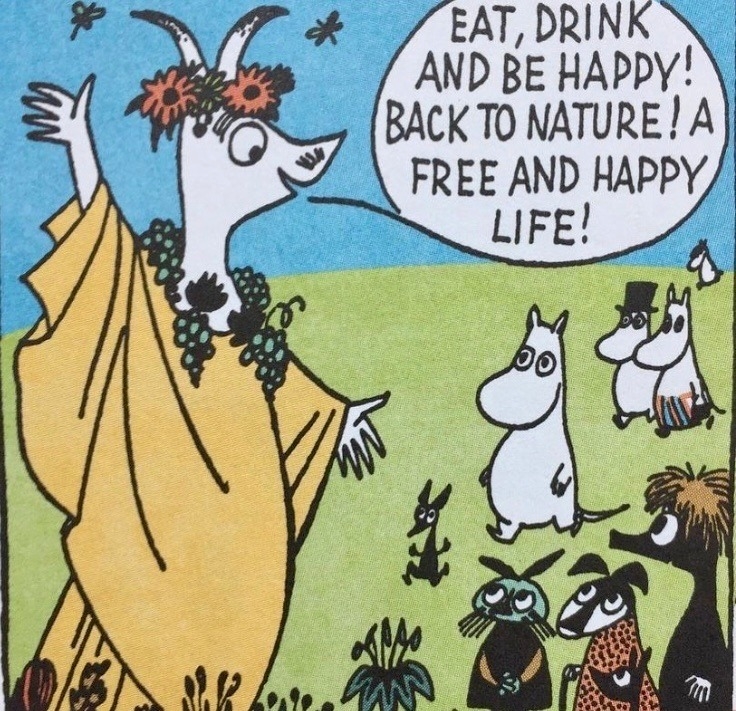 EAT, DRINK
AND BE HAPPY!
BACK TO NATURE! A
FREE AND HAPPY
LIFE!